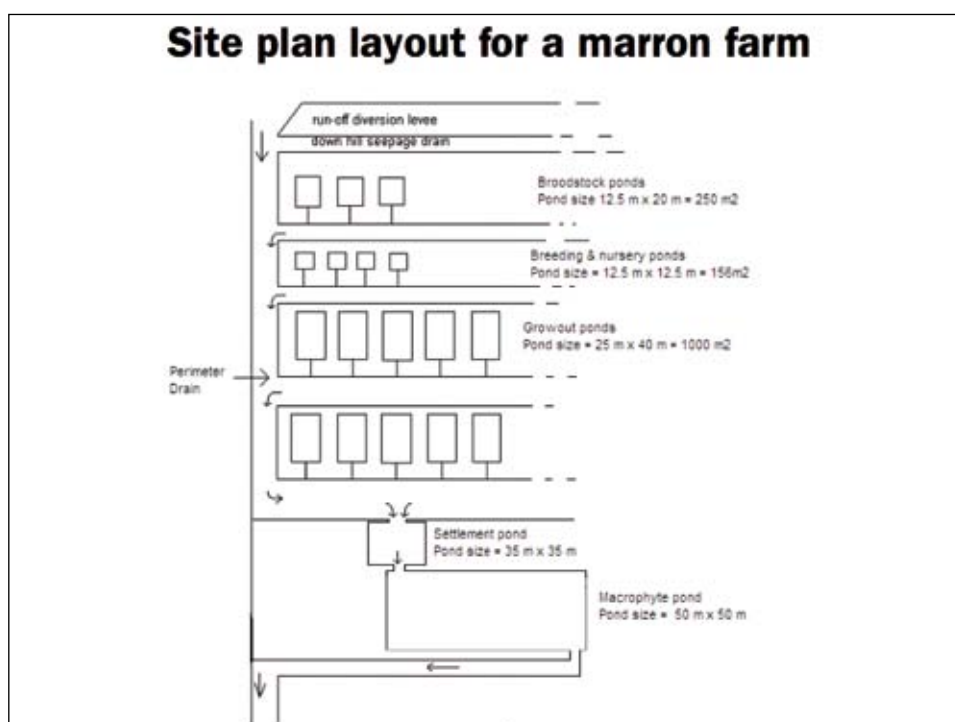 Site plan layout for a marron farm
run-off diversion levee
down hill seepage drain
Broodstock ponds
Pond size 12.5 m x 20 m = 250 m2
Breeding & nursery ponds
Pond size = 12.5 m x 12.5 m = 156m2
Growout ponds
Pond size = 25 m x 40 m = 1000 m2
Perimeter
Drain
Settlement pond
Pond size = 35 m x 35 m
Macrophyte pond
Pond size = 50 m x 50 m